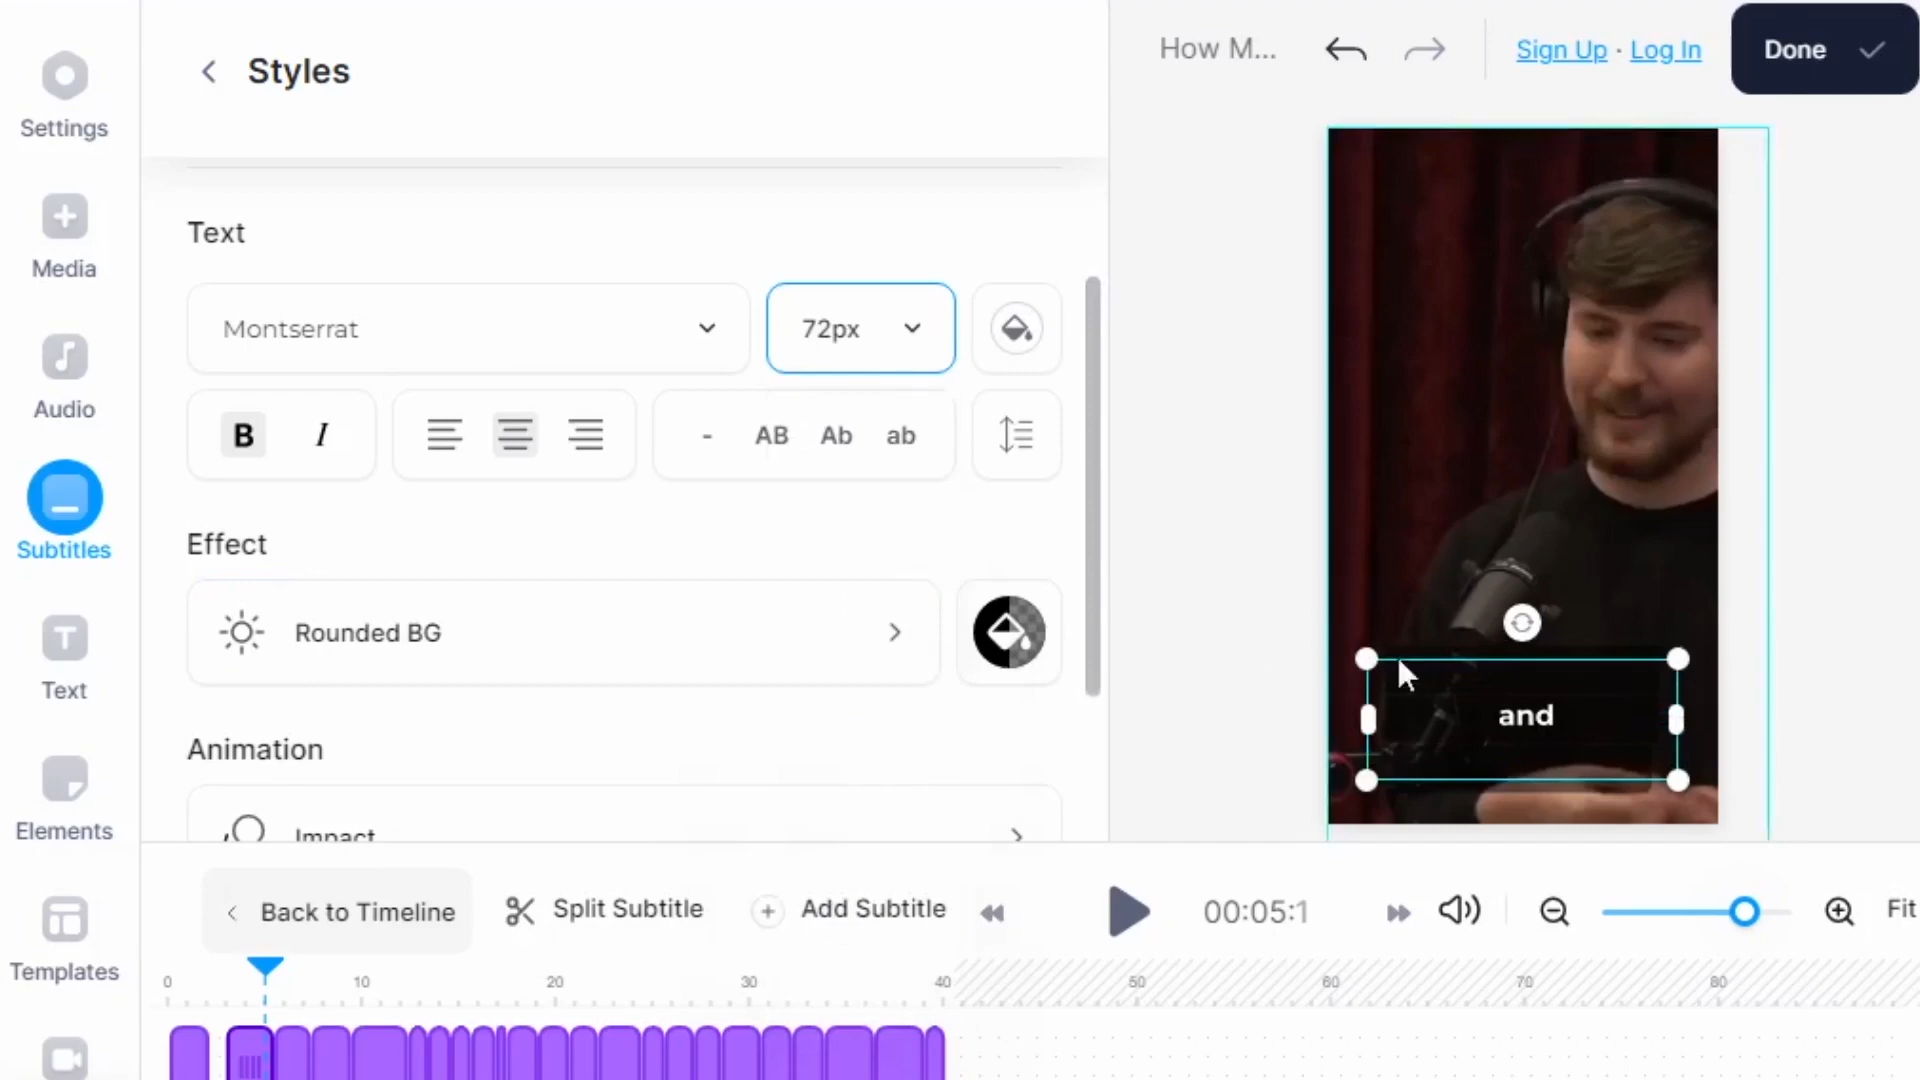 Settings
Media
Audio
Subtitles
Text
Elements
Templates
Styles
Text
Montserrat
72px
B I
- AB Ab ab
Effect
Rounded BG
Animation
Impact
How M...
Sign Up · Log In
Done
and
Back to Timeline
Split Subtitle
Add Subtitle
00:05:1
Fit
0 10 20 30 40 50 60 70 80